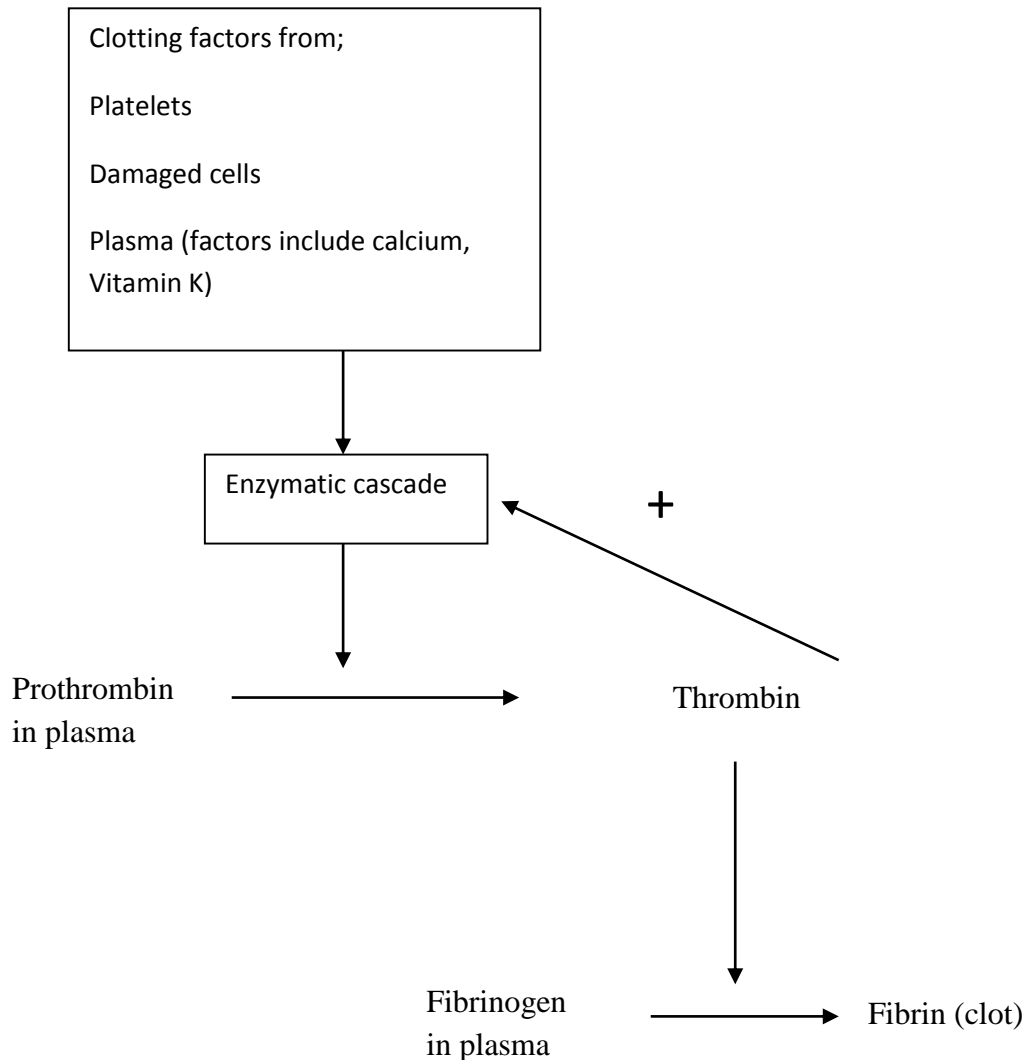 Clotting factors from;
Platelets
Damaged cells
Plasma (factors include calcium,
Vitamin K)
Enzymatic cascade
+
Prothrombin
in plasma
Thrombin
Fibrinogen
in plasma
Fibrin (clot)